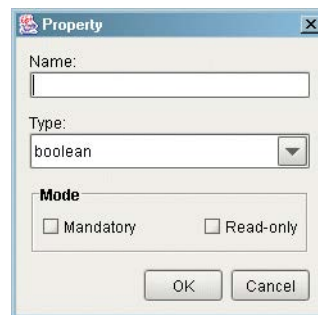 Property
Name:
Type:
boolean
Mode
Mandatory Read-only
OK Cancel